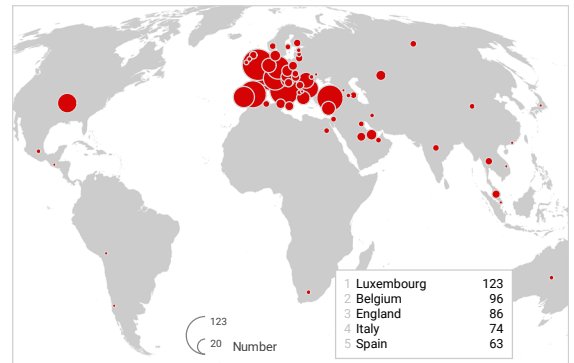 1 Luxembourg 123
2 Belgium 96
3 England 86
4 Italy 74
5 Spain 63
123
20 Number